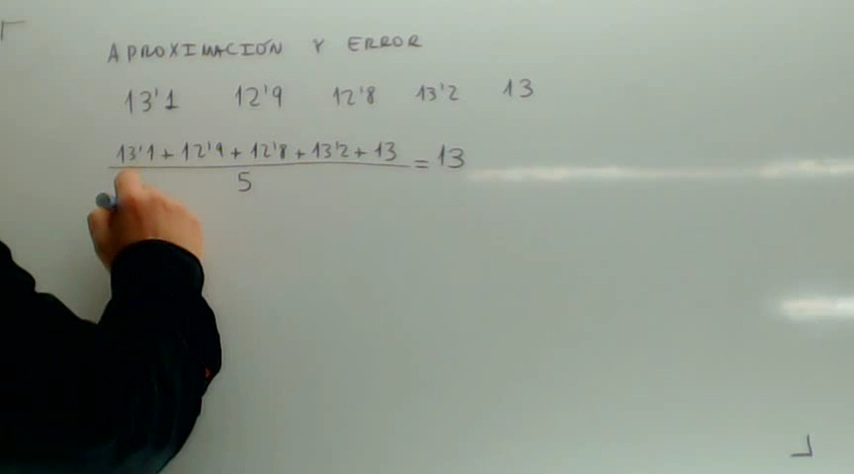 APROXIMACIÓN Y ERROR
13'1 12'9 12'8 13'2 13
13'1 + 12'9 + 12'8 + 13'2 + 13
5
= 13